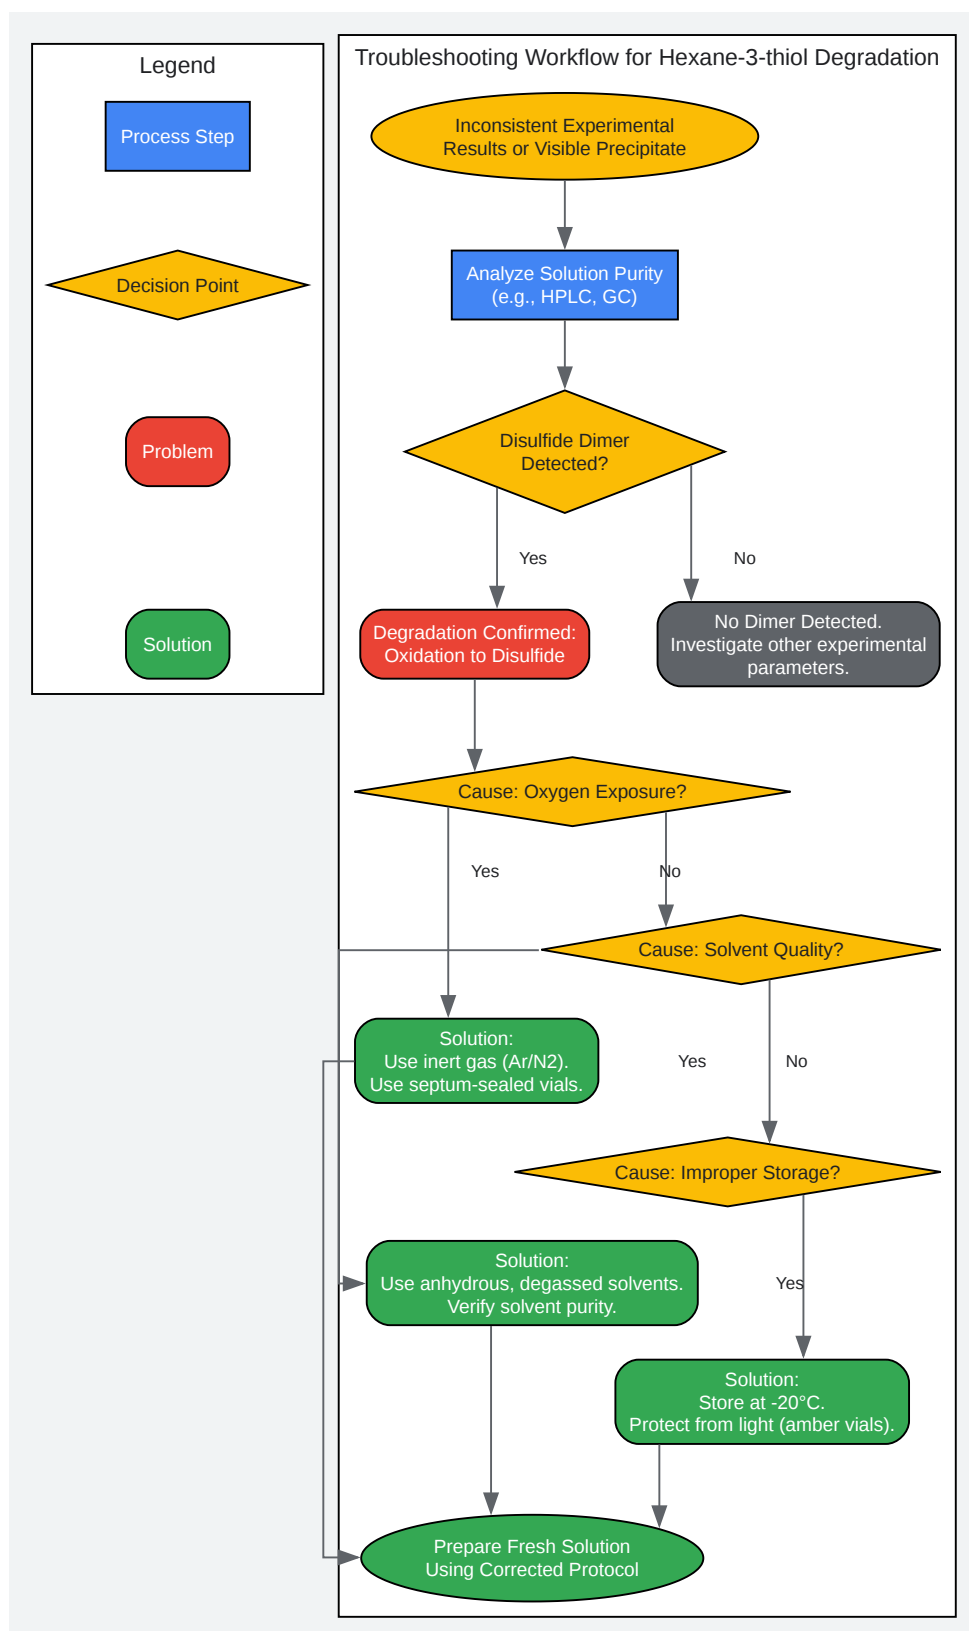 Legend
Process Step
Decision Point
Problem
Solution
Troubleshooting Workflow for Hexane-3-thiol Degradation
Inconsistent Experimental
Results or Visible Precipitate
Analyze Solution Purity
(e.g., HPLC, GC)
Disulfide Dimer
Detected?
Yes
No
Degradation Confirmed:
Oxidation to Disulfide
No Dimer Detected.
Investigate other experimental
parameters.
Cause: Oxygen Exposure?
Yes
No
Cause: Solvent Quality?
Solution:
Use inert gas (Ar/N2).
Use septum-sealed vials.
Yes
No
Cause: Improper Storage?
Solution:
Use anhydrous, degassed solvents.
Verify solvent purity.
Yes
Solution:
Store at -20°C.
Protect from light (amber vials).
Prepare Fresh Solution
Using Corrected Protocol